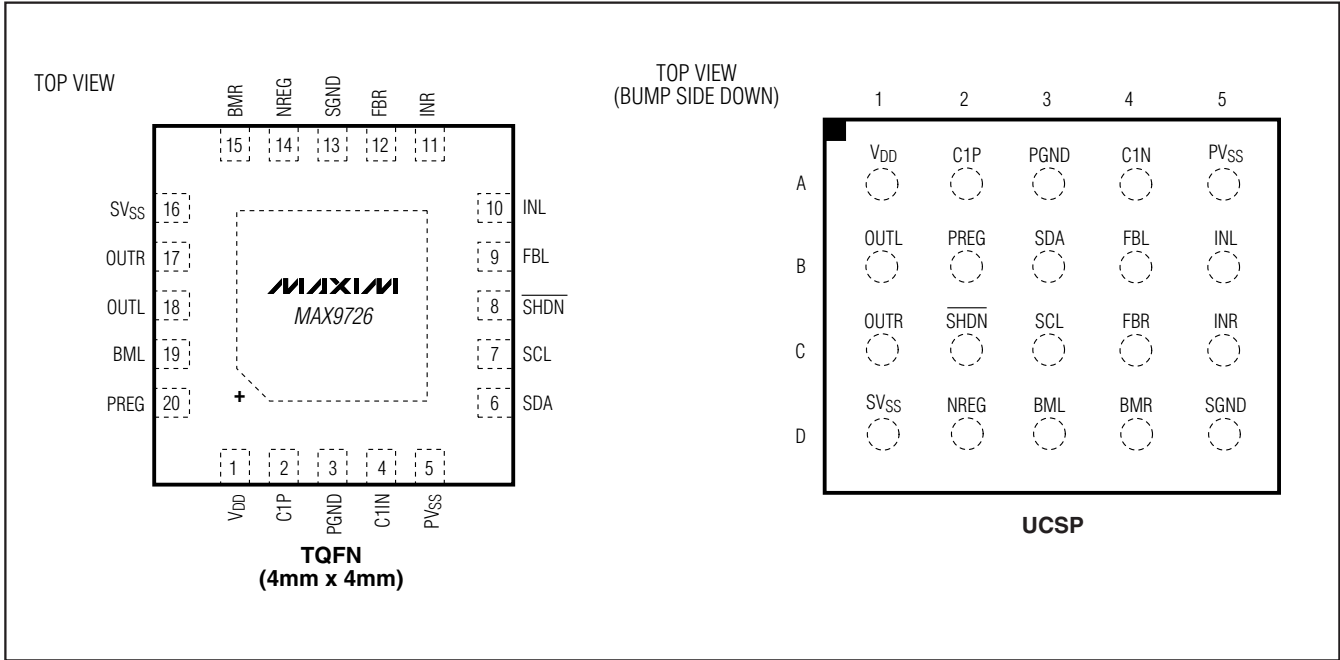 TOP VIEW
BMR NREG SGND FBR INR
15 14 13 12 11
SVSS 16
OUTR 17
OUTL 18
BML 19
PREG 20
10 INL
9 FBL
8 SHDN
7 SCL
6 SDA
MAXIM
MAX9726
+
1 2 3 4 5
VDD C1P PGND C1IN PVSS
TQFN
(4mm x 4mm)
TOP VIEW
(BUMP SIDE DOWN)
1 2 3 4 5
A
VDD C1P PGND C1N PVSS
B
OUTL PREG SDA FBL INL
C
OUTR SHDN SCL FBR INR
D
SVSS NREG BML BMR SGND
UCSP